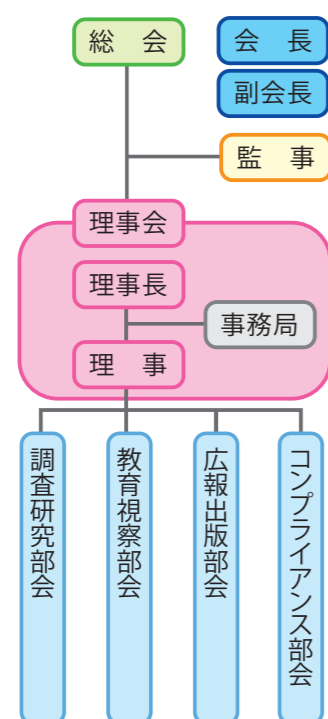 総　会
会　長
副会長
監　事
理事会
理事長
事務局
理　事
調査研究部会
教育視察部会
広報出版部会
コンプライアンス部会